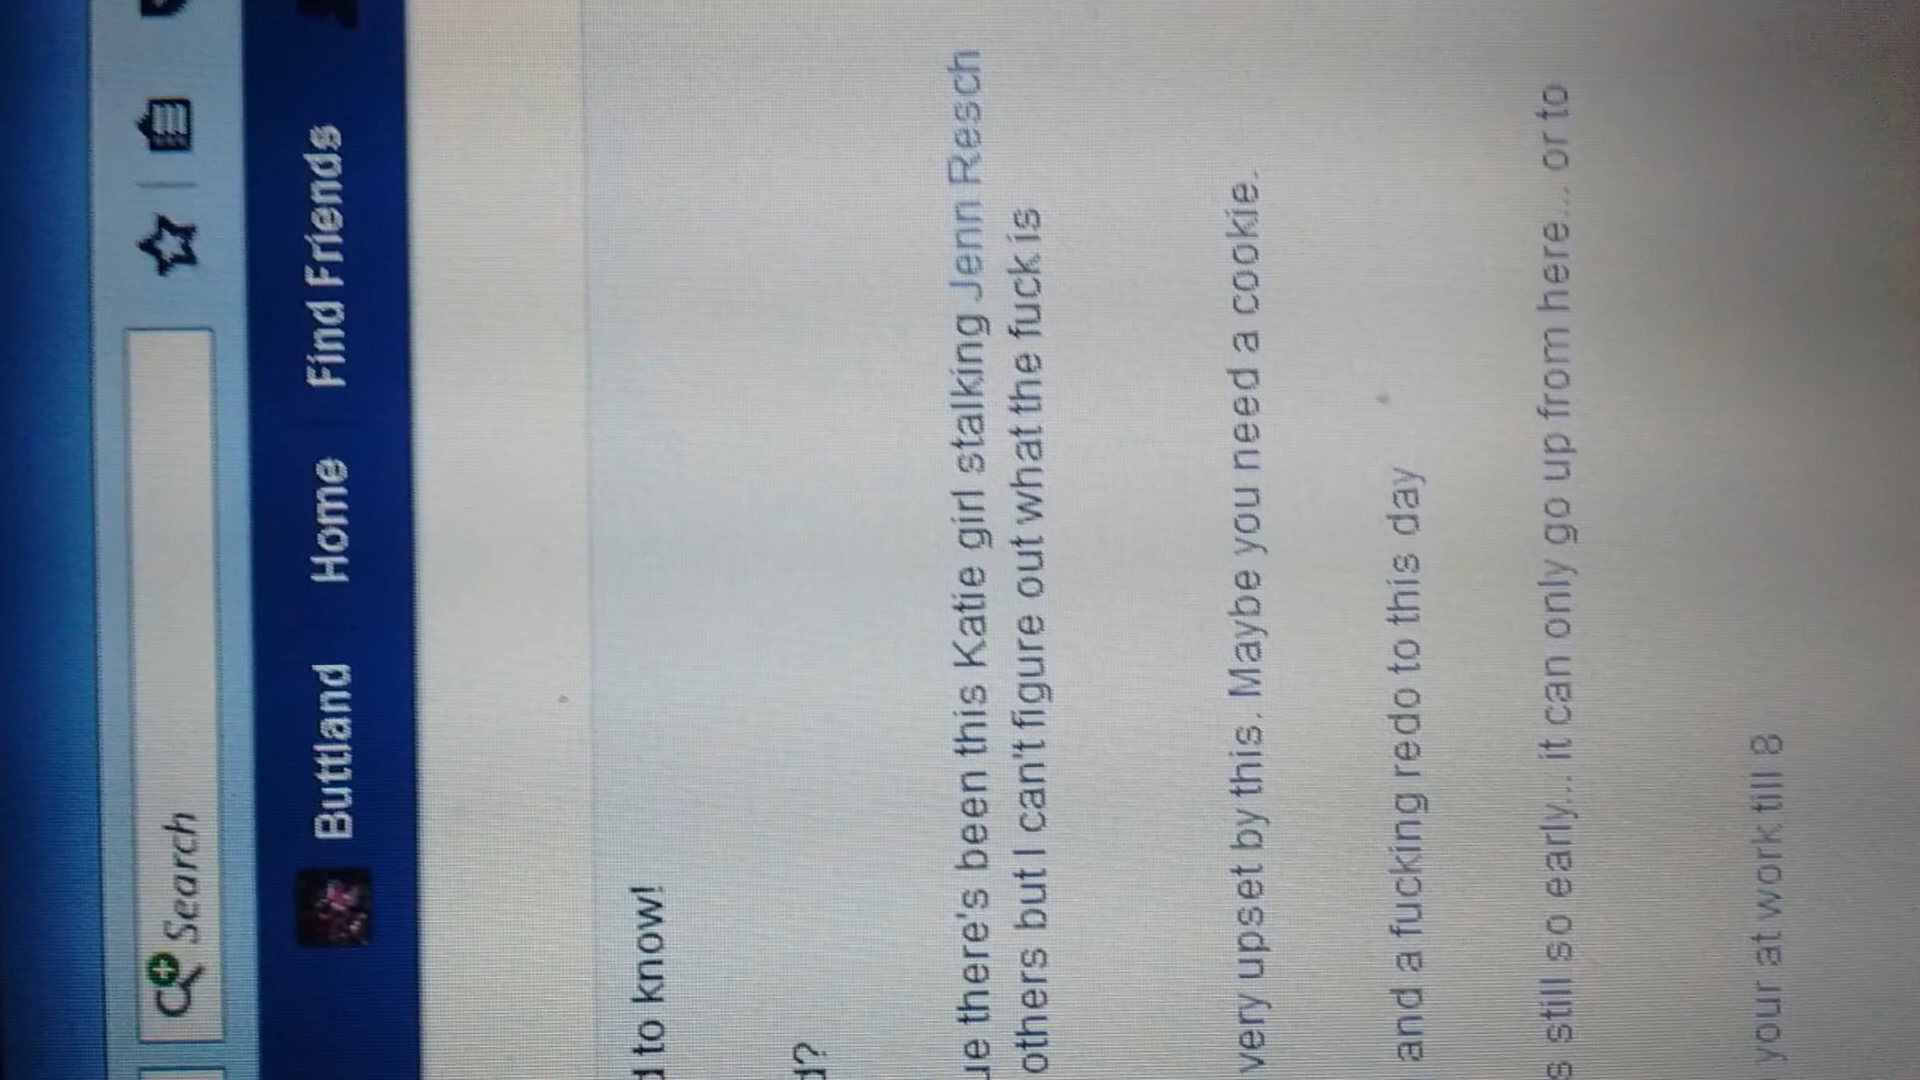 Search
Buttland Home Find Friends
to know!
there's been this Katie girl stalking Jenn Resch
others but I can't figure out what the fuck is
very upset by this. Maybe you need a cookie.
and a fucking redo to this day
still so early... it can only go up from here... or to
your at work till 8